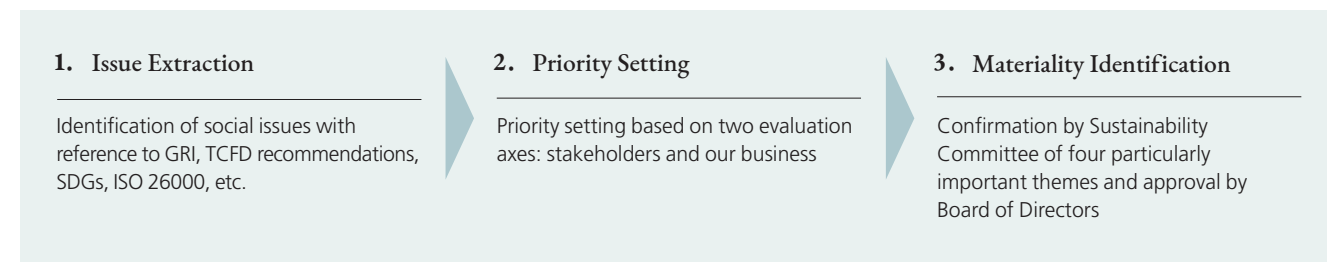 1. Issue Extraction
Identification of social issues with
reference to GRI, TCFD recommendations,
SDGs, ISO 26000, etc.
2. Priority Setting
Priority setting based on two evaluation
axes: stakeholders and our business
3. Materiality Identification
Confirmation by Sustainability
Committee of four particularly
important themes and approval by
Board of Directors